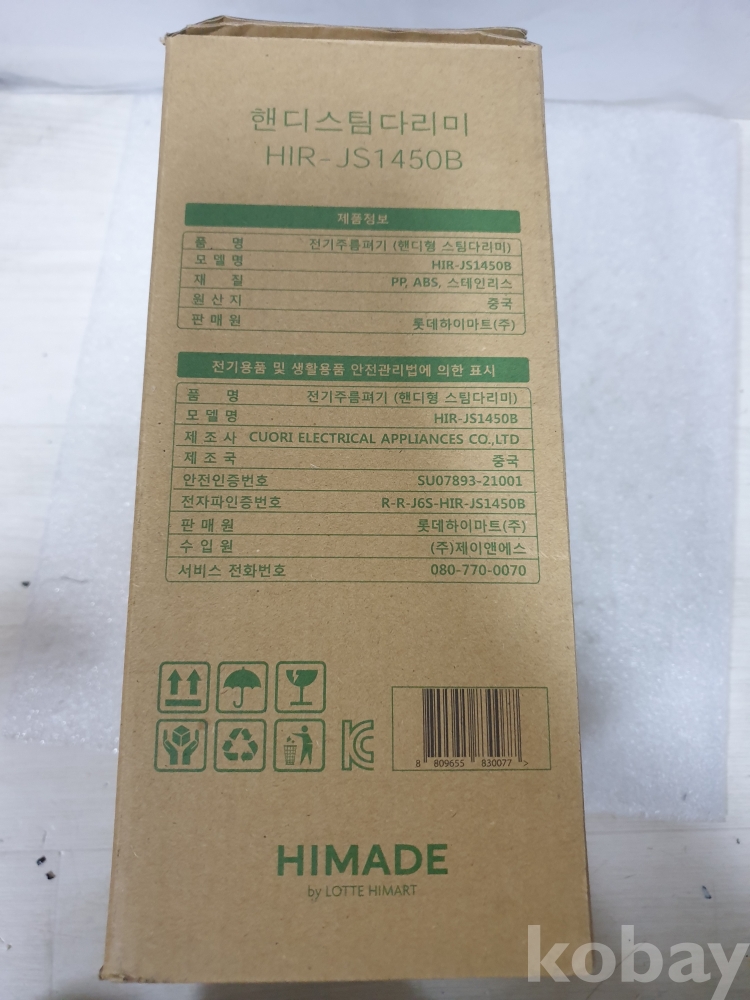 핸디스팀다리미
HIR-JS1450B
제품정보
품 명 전기주름펴기 (핸디형 스팀다리미)
모 델 명 HIR-JS1450B
재 질 PP, ABS, 스테인리스
원 산 지 중국
판 매 원 롯데하이마트(주)
전기용품 및 생활용품 안전관리법에 의한 표시
품 명 전기주름펴기 (핸디형 스팀다리미)
모 델 명 HIR-JS1450B
제 조 사 CUORI ELECTRICAL APPLIANCES CO.,LTD
제 조 국 중국
안전인증번호 SU07893-21001
전자파인증번호 R-R-J6S-HIR-JS1450B
판 매 원 롯데하이마트(주)
수 입 원 (주)제이앤에스
서비스 전화번호 080-770-0070
8 809655 830077 >
HIMADE
by LOTTE HIMART
kobay